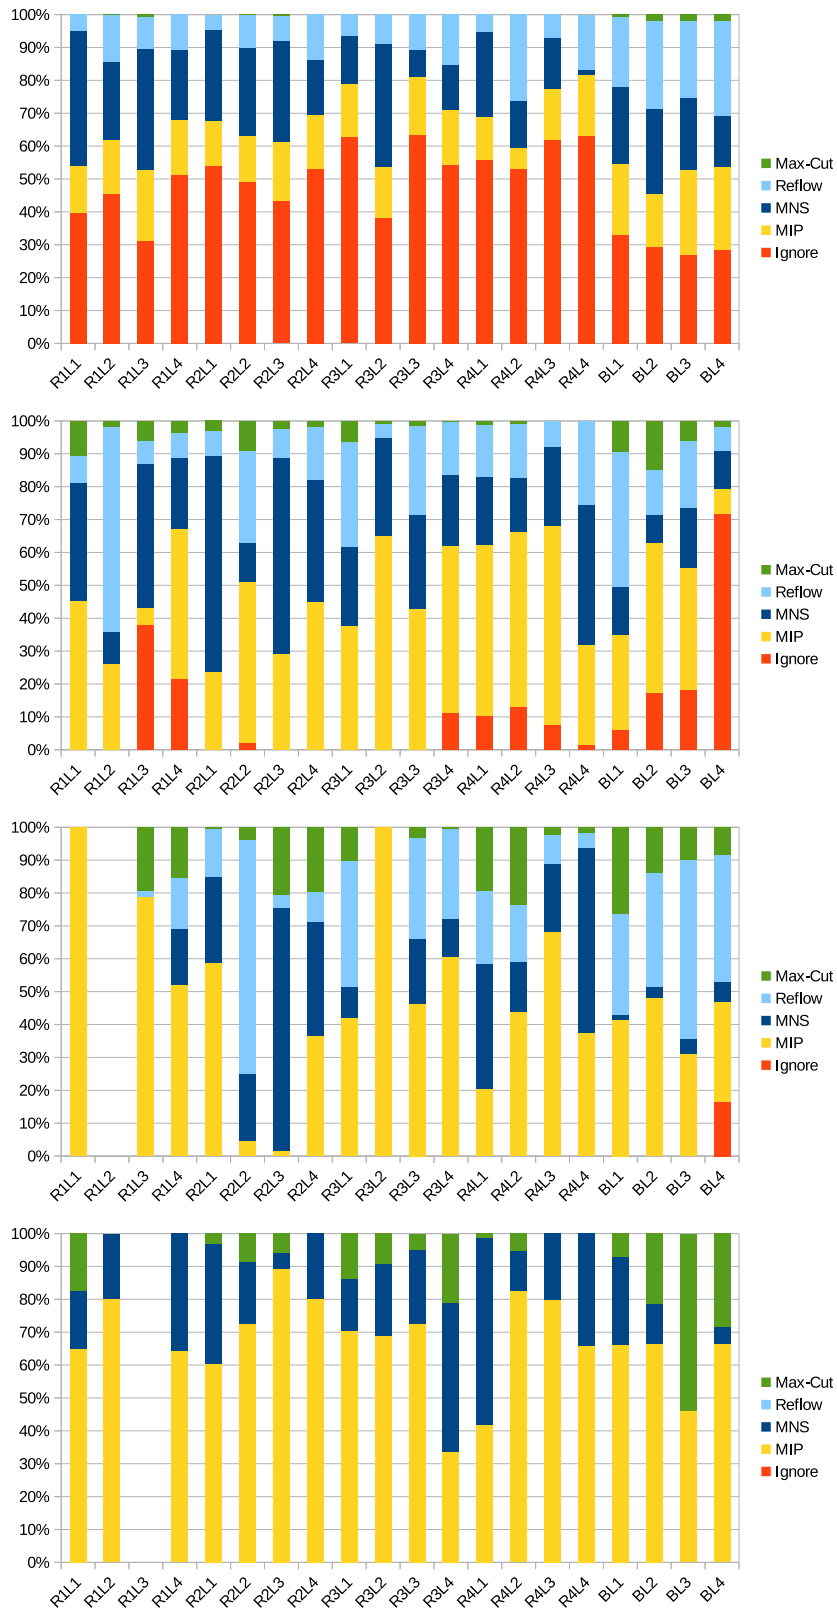 100%
90%
80%
70%
60%
50%
40%
30%
20%
10%
0%
Max-Cut
Reflow
MNS
MIP
Ignore
R1L1 R1L2 R1L3 R1L4 R2L1 R2L2 R2L3 R2L4 R3L1 R3L2 R3L3 R3L4 R4L1 R4L2 R4L3 R4L4 BL1 BL2 BL3 BL4
100%
90%
80%
70%
60%
50%
40%
30%
20%
10%
0%
Max-Cut
Reflow
MNS
MIP
Ignore
R1L1 R1L2 R1L3 R1L4 R2L1 R2L2 R2L3 R2L4 R3L1 R3L2 R3L3 R3L4 R4L1 R4L2 R4L3 R4L4 BL1 BL2 BL3 BL4
100%
90%
80%
70%
60%
50%
40%
30%
20%
10%
0%
Max-Cut
Reflow
MNS
MIP
Ignore
R1L1 R1L2 R1L3 R1L4 R2L1 R2L2 R2L3 R2L4 R3L1 R3L2 R3L3 R3L4 R4L1 R4L2 R4L3 R4L4 BL1 BL2 BL3 BL4
100%
90%
80%
70%
60%
50%
40%
30%
20%
10%
0%
Max-Cut
Reflow
MNS
MIP
Ignore
R1L1 R1L2 R1L3 R1L4 R2L1 R2L2 R2L3 R2L4 R3L1 R3L2 R3L3 R3L4 R4L1 R4L2 R4L3 R4L4 BL1 BL2 BL3 BL4